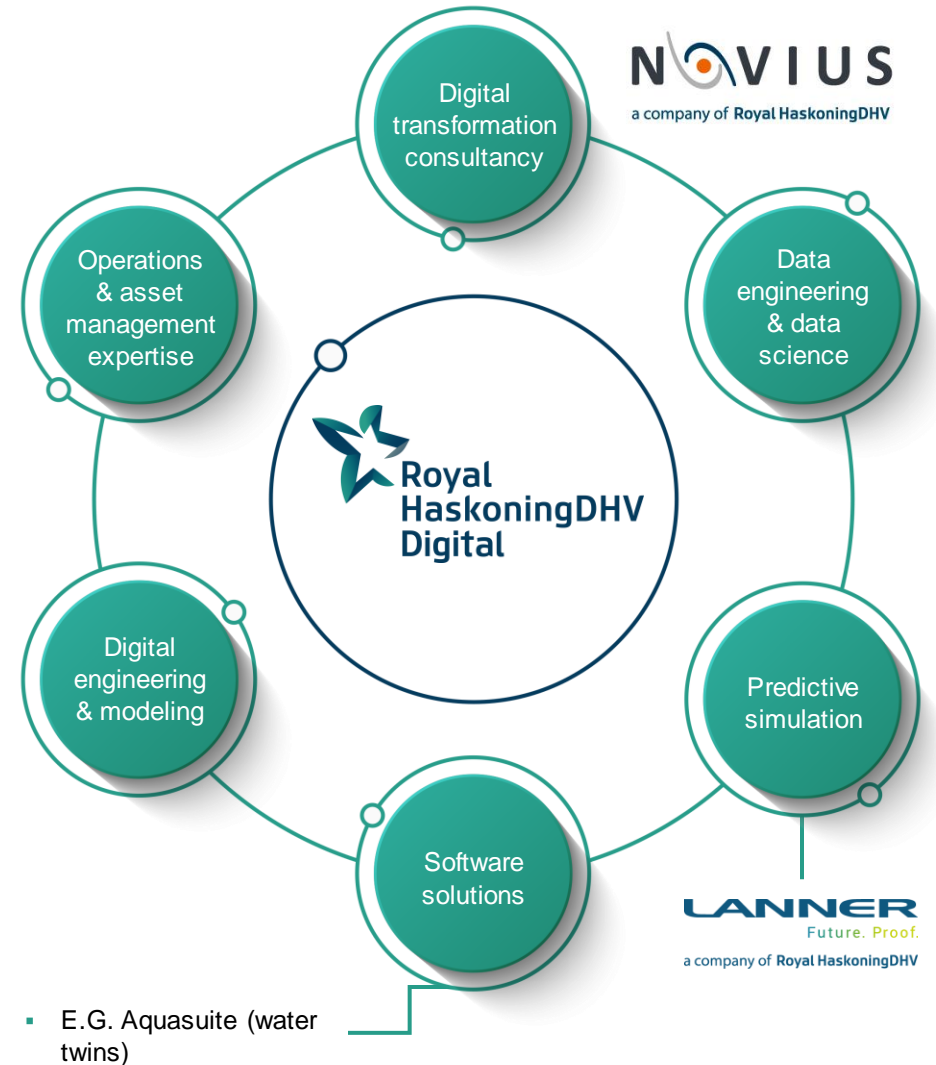 NOVIUS
a company of Royal HaskoningDHV
Digital
transformation
consultancy
Operations
& asset
management
expertise
Data
engineering
& data
science
Royal
HaskoningDHV
Digital
Digital
engineering
& modeling
Predictive
simulation
Software
solutions
LANNER
Future. Proof.
a company of Royal HaskoningDHV
▪ E.G. Aquasuite (water
twins)